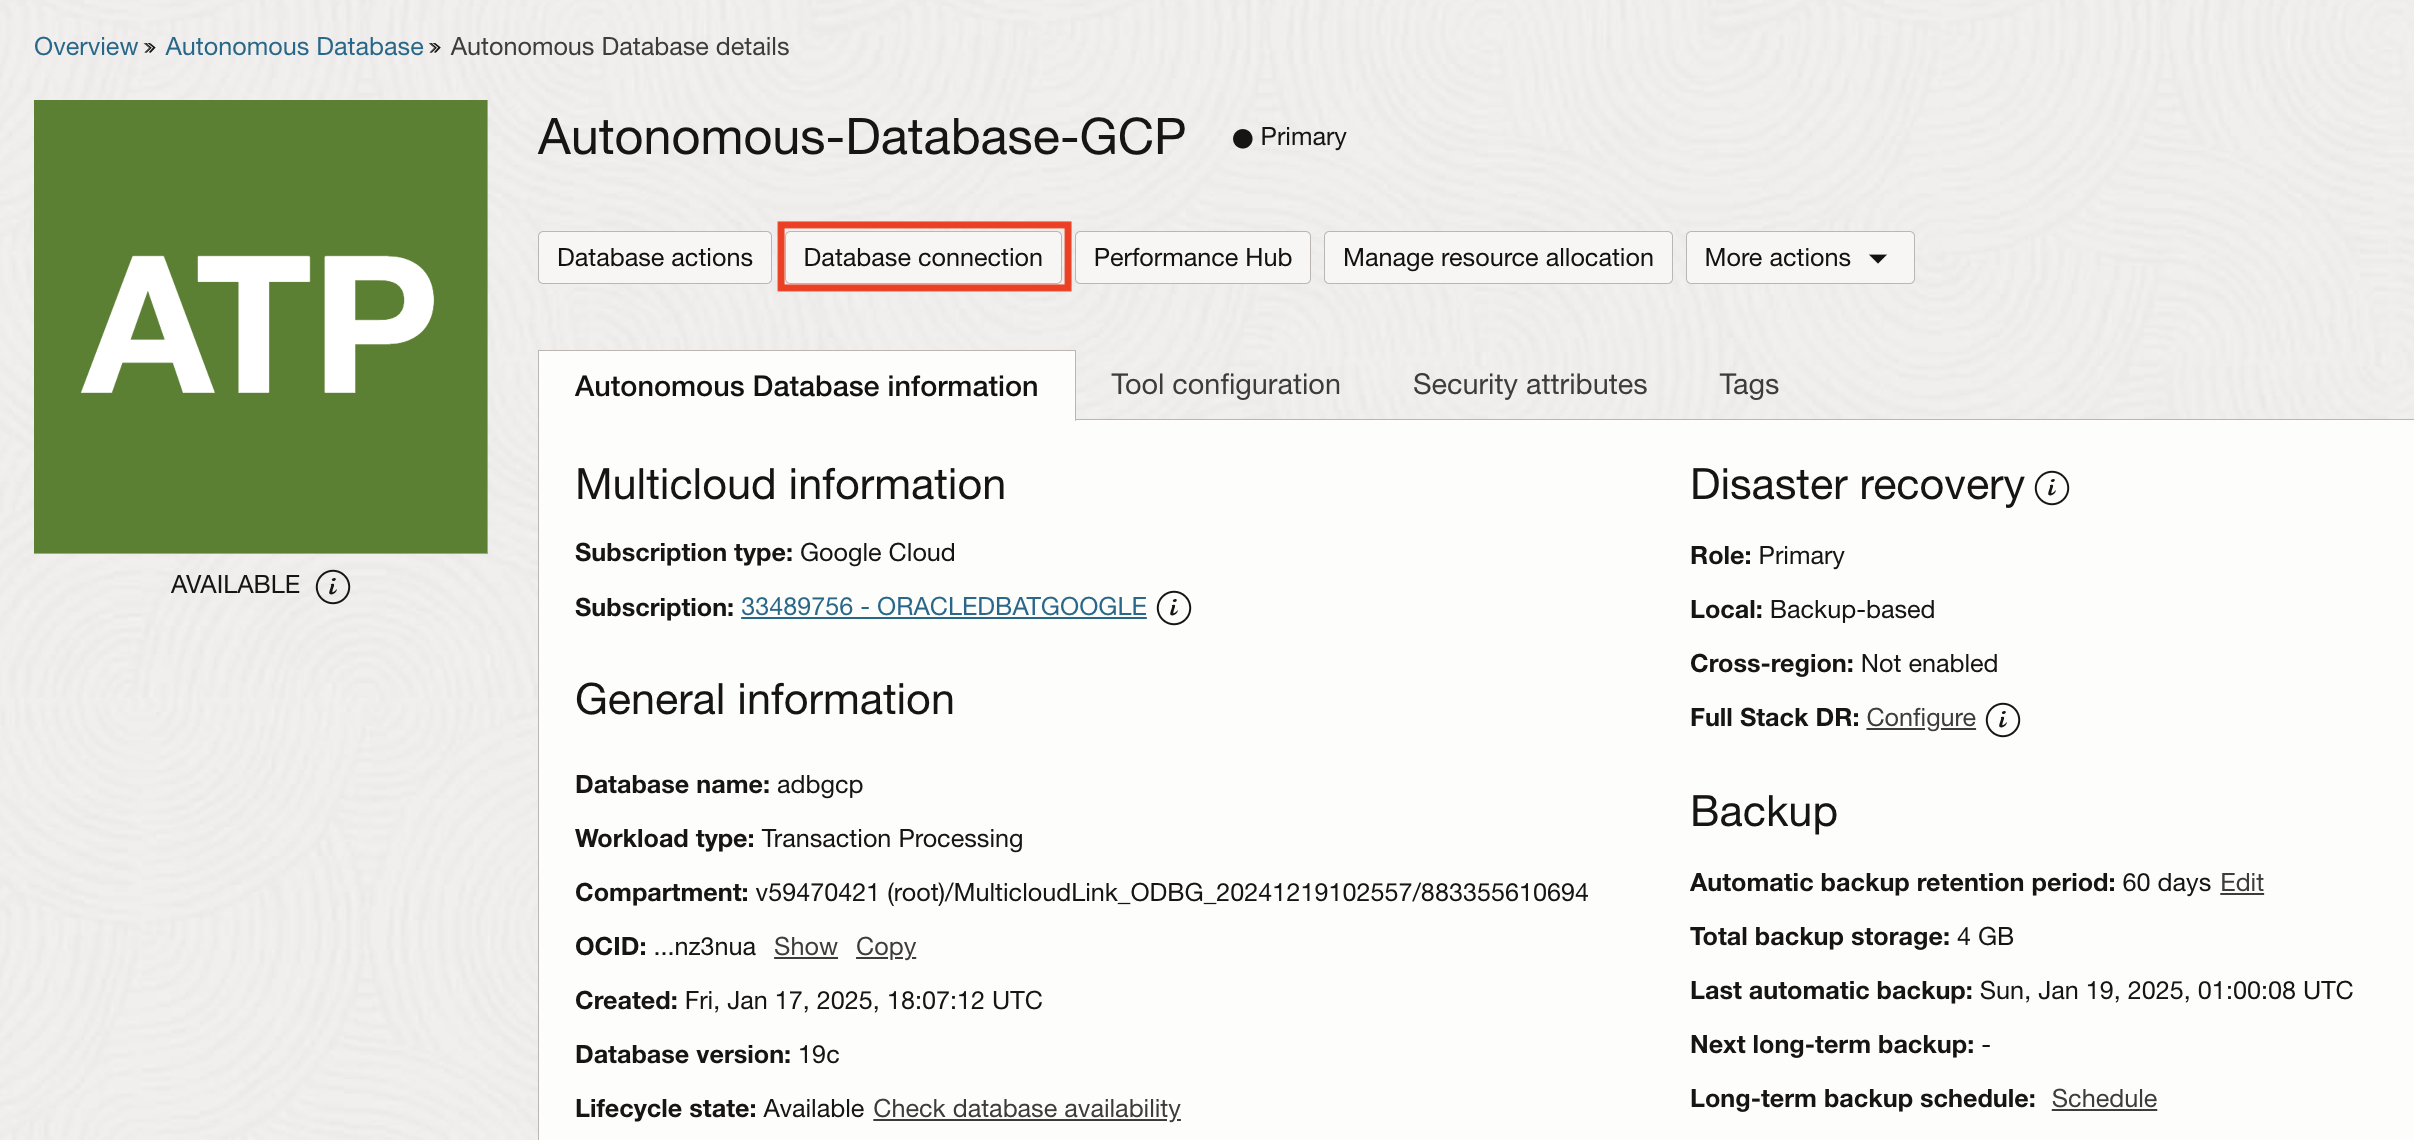 Overview » Autonomous Database » Autonomous Database details
ATP
AVAILABLE i
Autonomous-Database-GCP ● Primary
Database actions
Database connection
Performance Hub
Manage resource allocation
More actions
Autonomous Database information
Tool configuration
Security attributes
Tags
Multicloud information
Subscription type: Google Cloud
Subscription: 33489756 - ORACLEDBATGOOGLE i
General information
Database name: adbgcp
Workload type: Transaction Processing
Compartment: v59470421 (root)/MulticloudLink_ODBG_20241219102557/883355610694
OCID: ...nz3nua Show Copy
Created: Fri, Jan 17, 2025, 18:07:12 UTC
Database version: 19c
Lifecycle state: Available Check database availability
Disaster recovery i
Role: Primary
Local: Backup-based
Cross-region: Not enabled
Full Stack DR: Configure i
Backup
Automatic backup retention period: 60 days Edit
Total backup storage: 4 GB
Last automatic backup: Sun, Jan 19, 2025, 01:00:08 UTC
Next long-term backup: -
Long-term backup schedule: Schedule